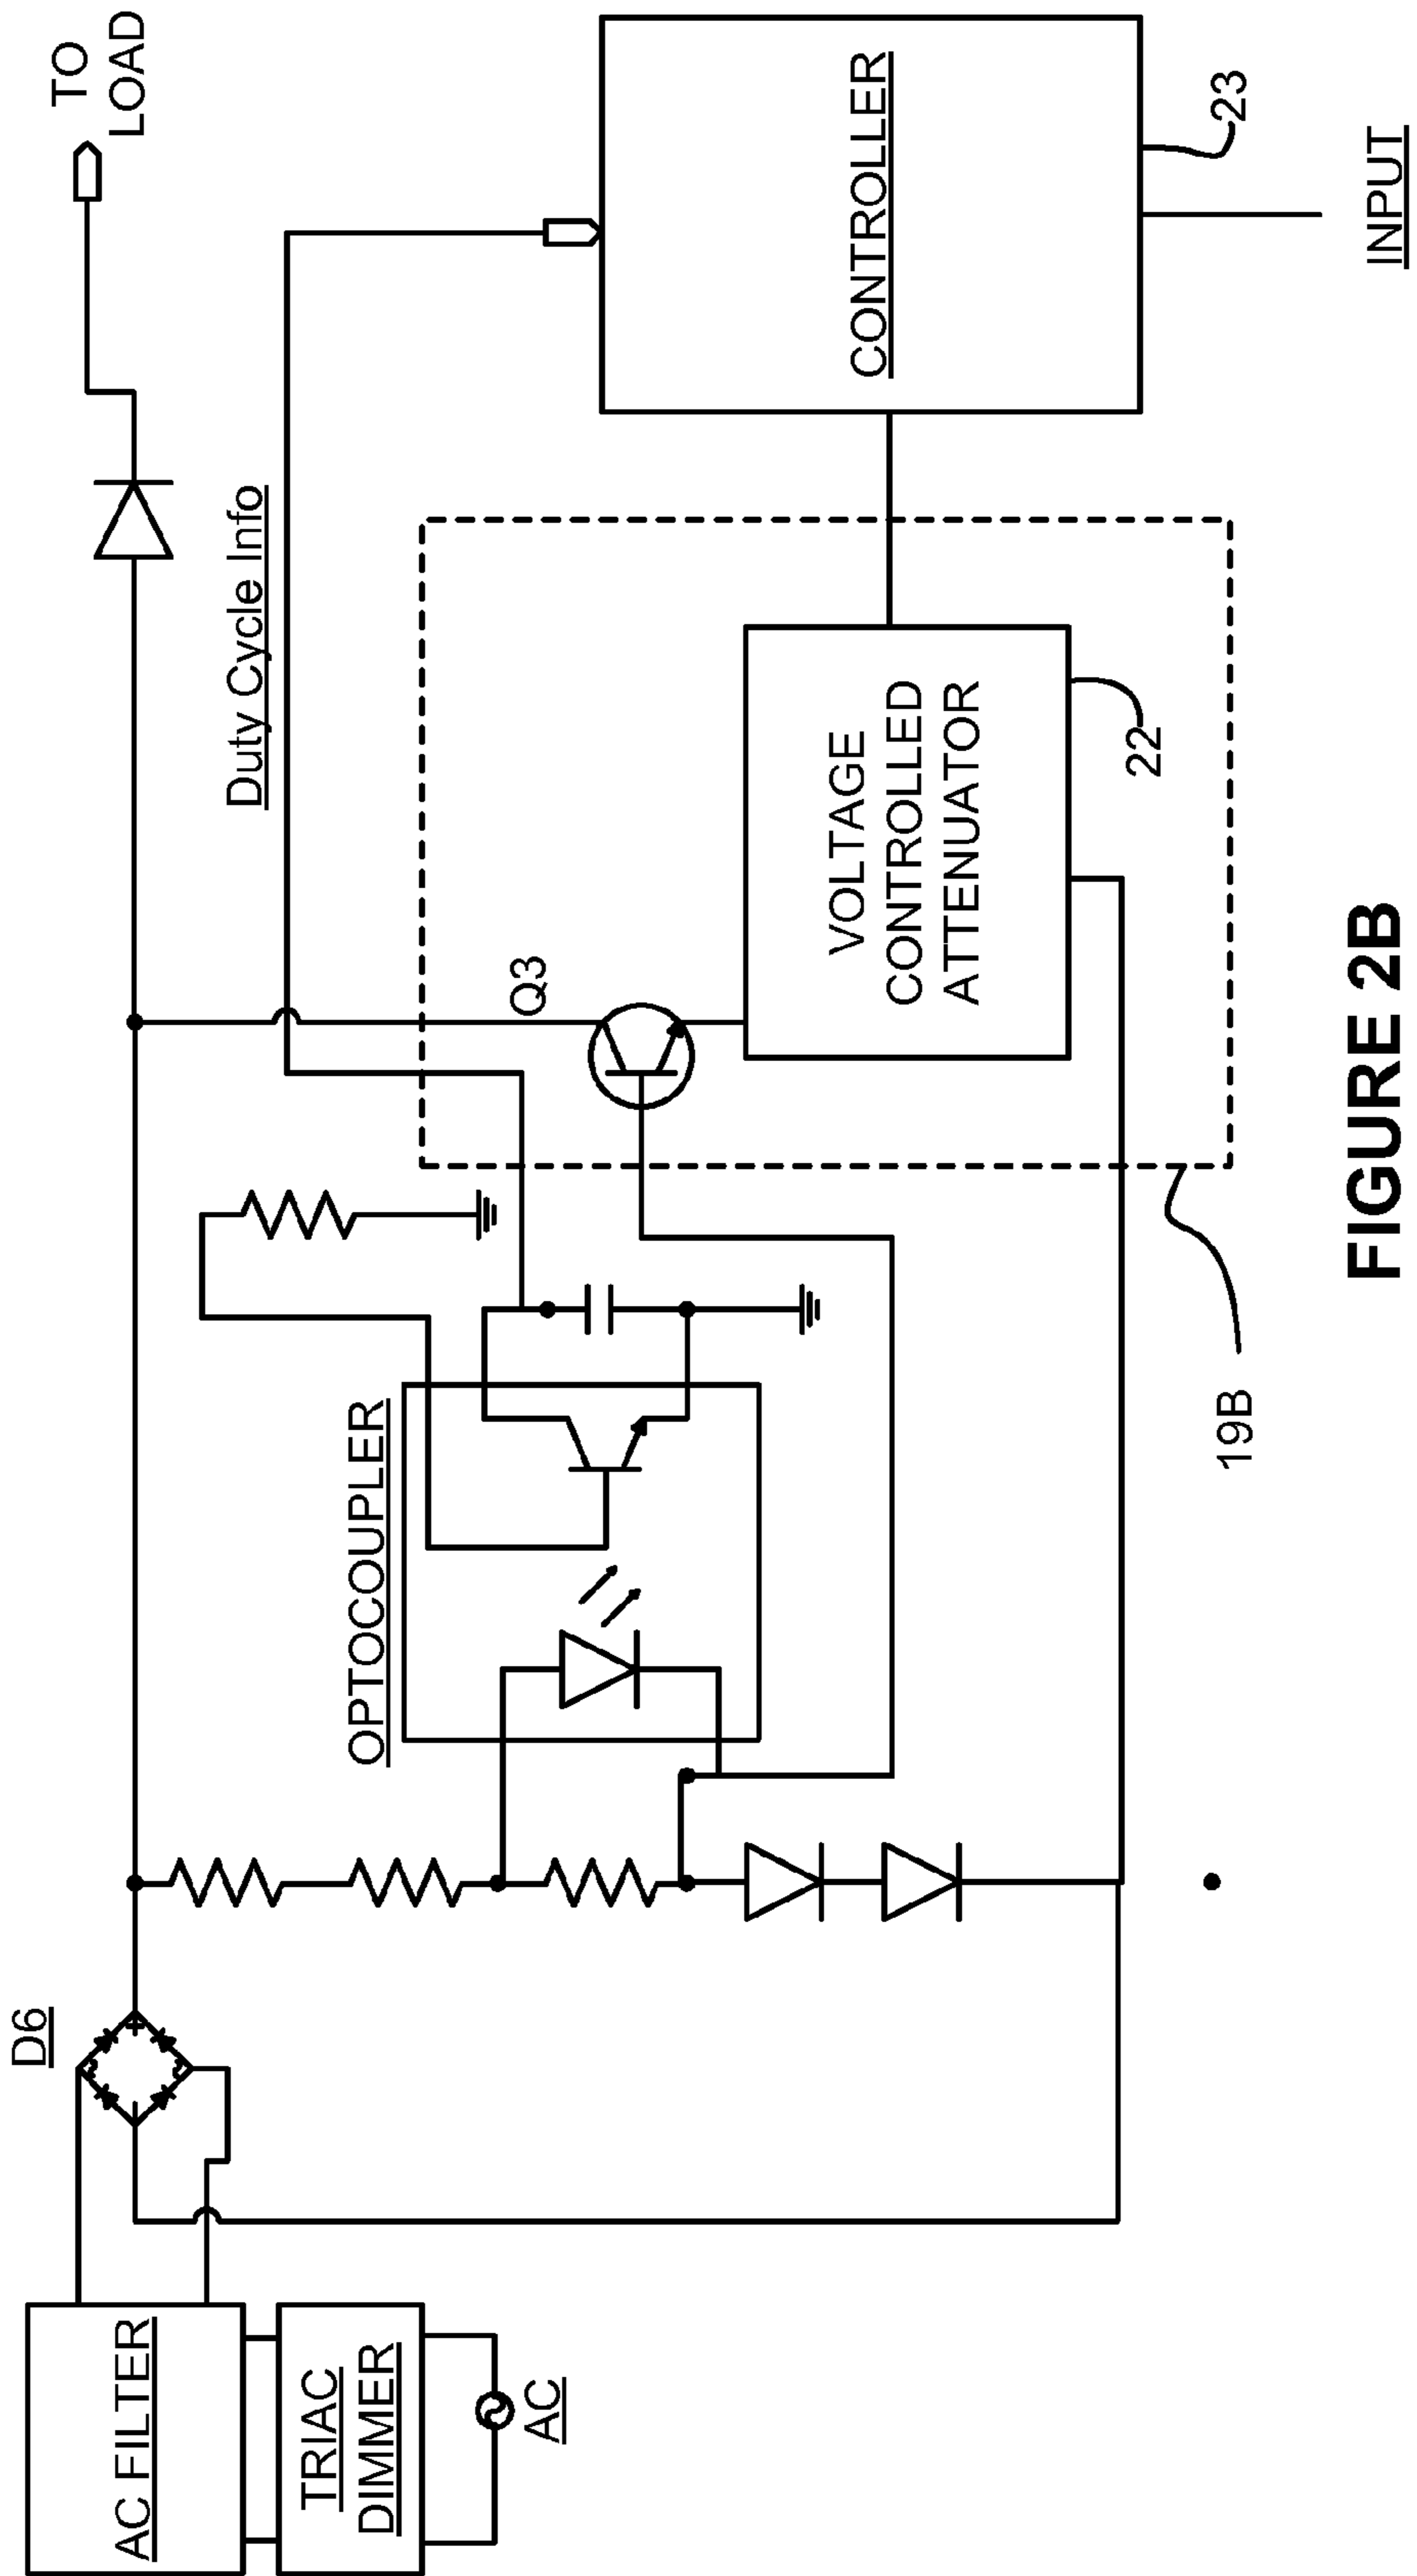 D6
TO
LOAD
AC FILTER
Duty Cycle Info
TRIAC
DIMMER
OPTOCOUPLER
Q3
AC
CONTROLLER
VOLTAGE
CONTROLLED
ATTENUATOR
22
23
19B
INPUT
FIGURE 2B